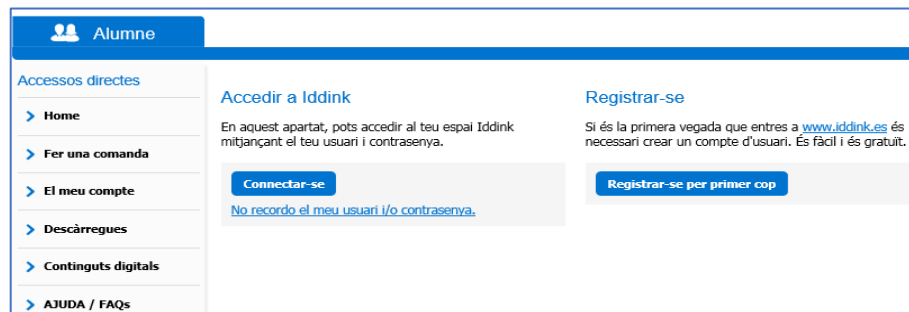 Alumne
Accessos directes
Home
Fer una comanda
El meu compte
Descàrregues
Continguts digitals
AJUDA / FAQs
Accedir a Iddink
En aquest apartat, pots accedir al teu espai Iddink
mitjançant el teu usuari i contrasenya.
Connectar-se
No recordo el meu usuari i/o contrasenya.
Registrar-se
Si és la primera vegada que entres a www.iddink.es és
necessari crear un compte d'usuari. És fàcil i és gratuït.
Registrar-se per primer cop